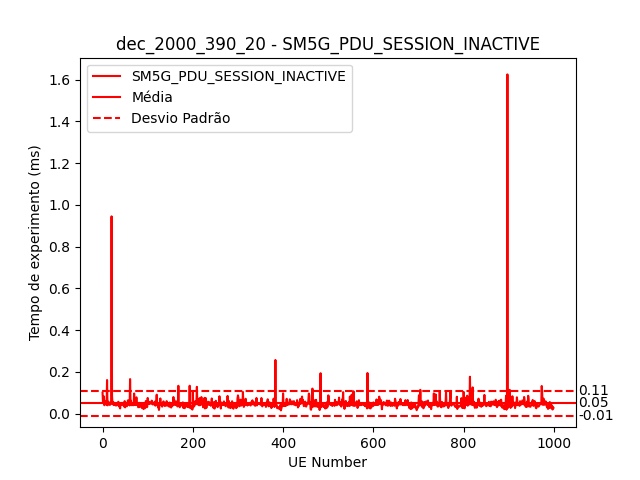 dec_2000_390_20 - SM5G_PDU_SESSION_INACTIVE
SM5G_PDU_SESSION_INACTIVE
Média
Desvio Padrão
Tempo de experimento (ms)
1.6
1.4
1.2
1.0
0.8
0.6
0.4
0.2
0.0
0.11
0.05
-0.01
0 200 400 600 800 1000
UE Number